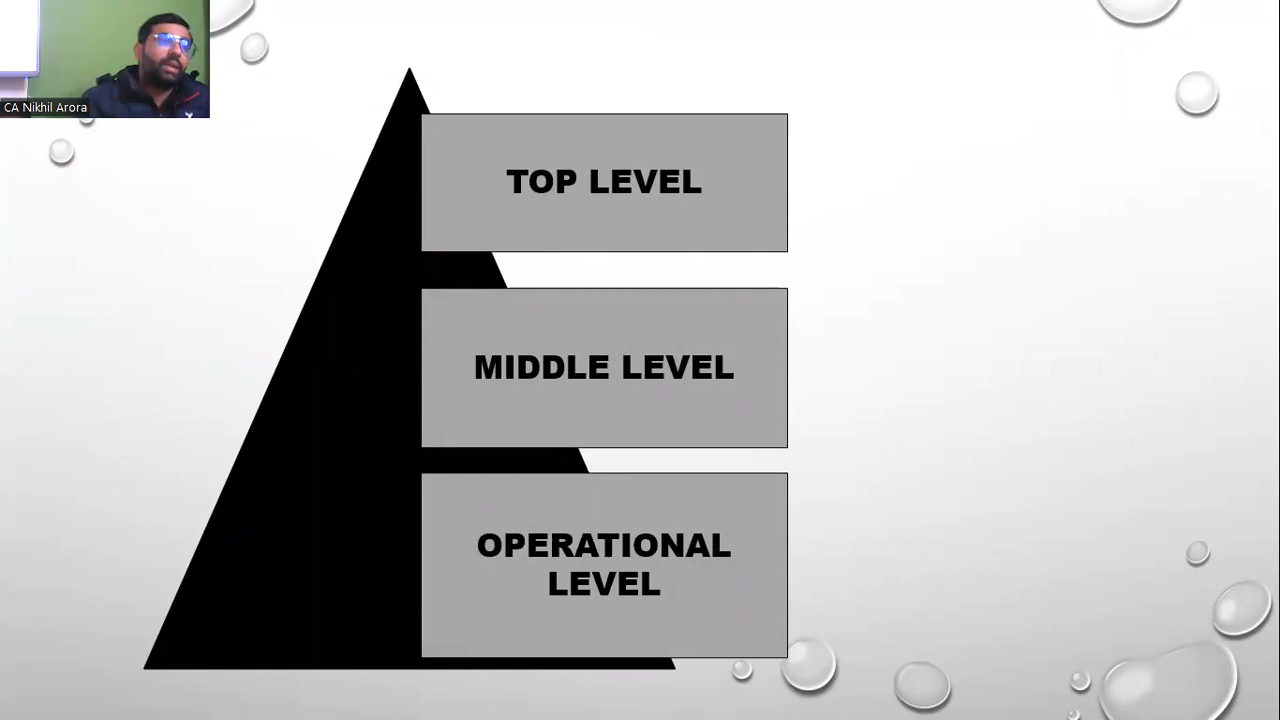 CA Nikhil Arora
TOP LEVEL
MIDDLE LEVEL
OPERATIONAL
LEVEL